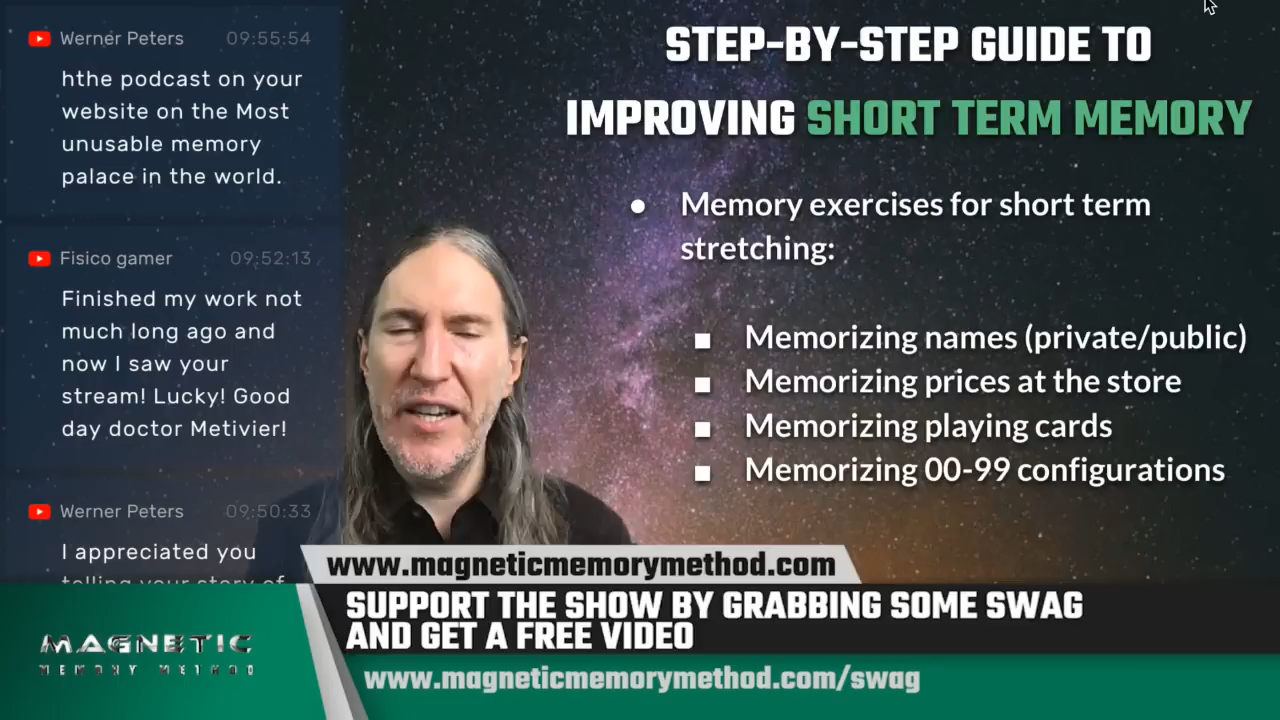 Werner Peters 09:55:54
hthe podcast on your
website on the Most
unusable memory
palace in the world.
Fisico gamer 09:52:13
Finished my work not
much long ago and
now I saw your
stream! Lucky! Good
day doctor Metivier!
Werner Peters 09:50:33
I appreciated you
telling your story of
STEP-BY-STEP GUIDE TO
IMPROVING SHORT TERM MEMORY
● Memory exercises for short term
stretching:
■ Memorizing names (private/public)
■ Memorizing prices at the store
■ Memorizing playing cards
■ Memorizing 00-99 configurations
www.magneticmemorymethod.com
SUPPORT THE SHOW BY GRABBING SOME SWAG
AND GET A FREE VIDEO
www.magneticmemorymethod.com/swag
MAGNETIC
MEMORY METHOD